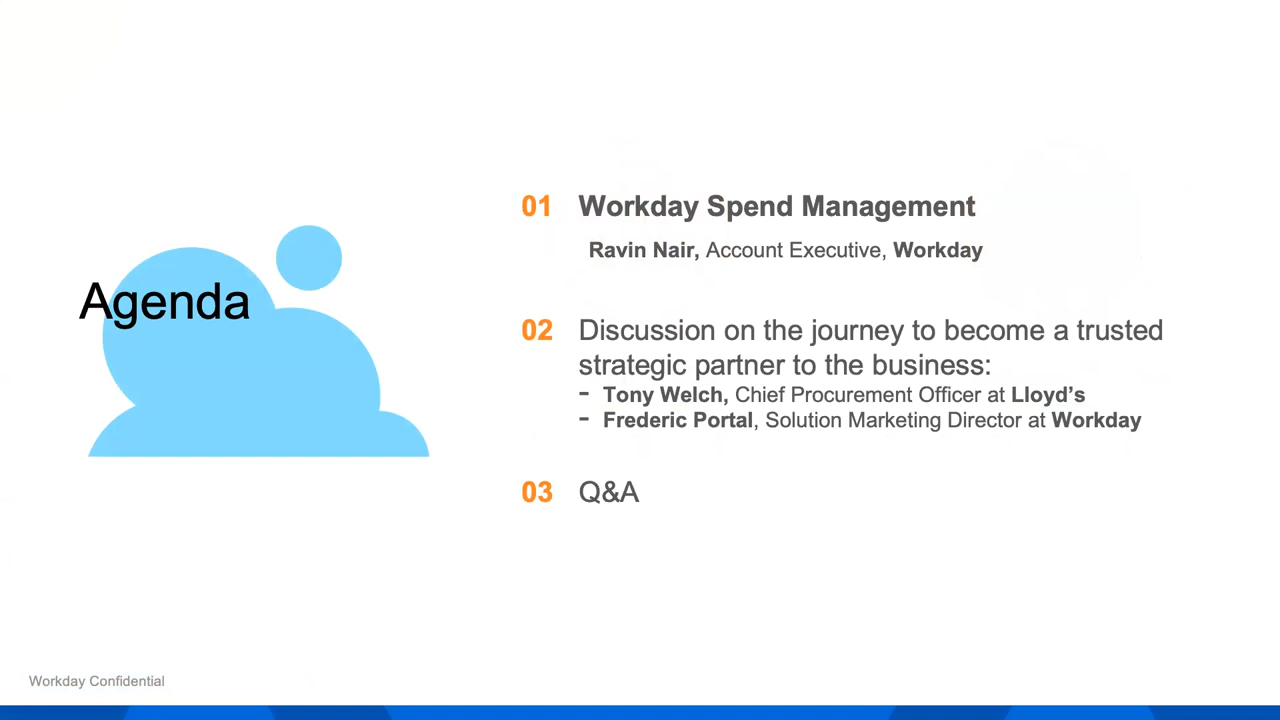 Agenda
01 Workday Spend Management
Ravin Nair, Account Executive, Workday
02 Discussion on the journey to become a trusted
strategic partner to the business:
- Tony Welch, Chief Procurement Officer at Lloyd’s
- Frederic Portal, Solution Marketing Director at Workday
03 Q&A
Workday Confidential